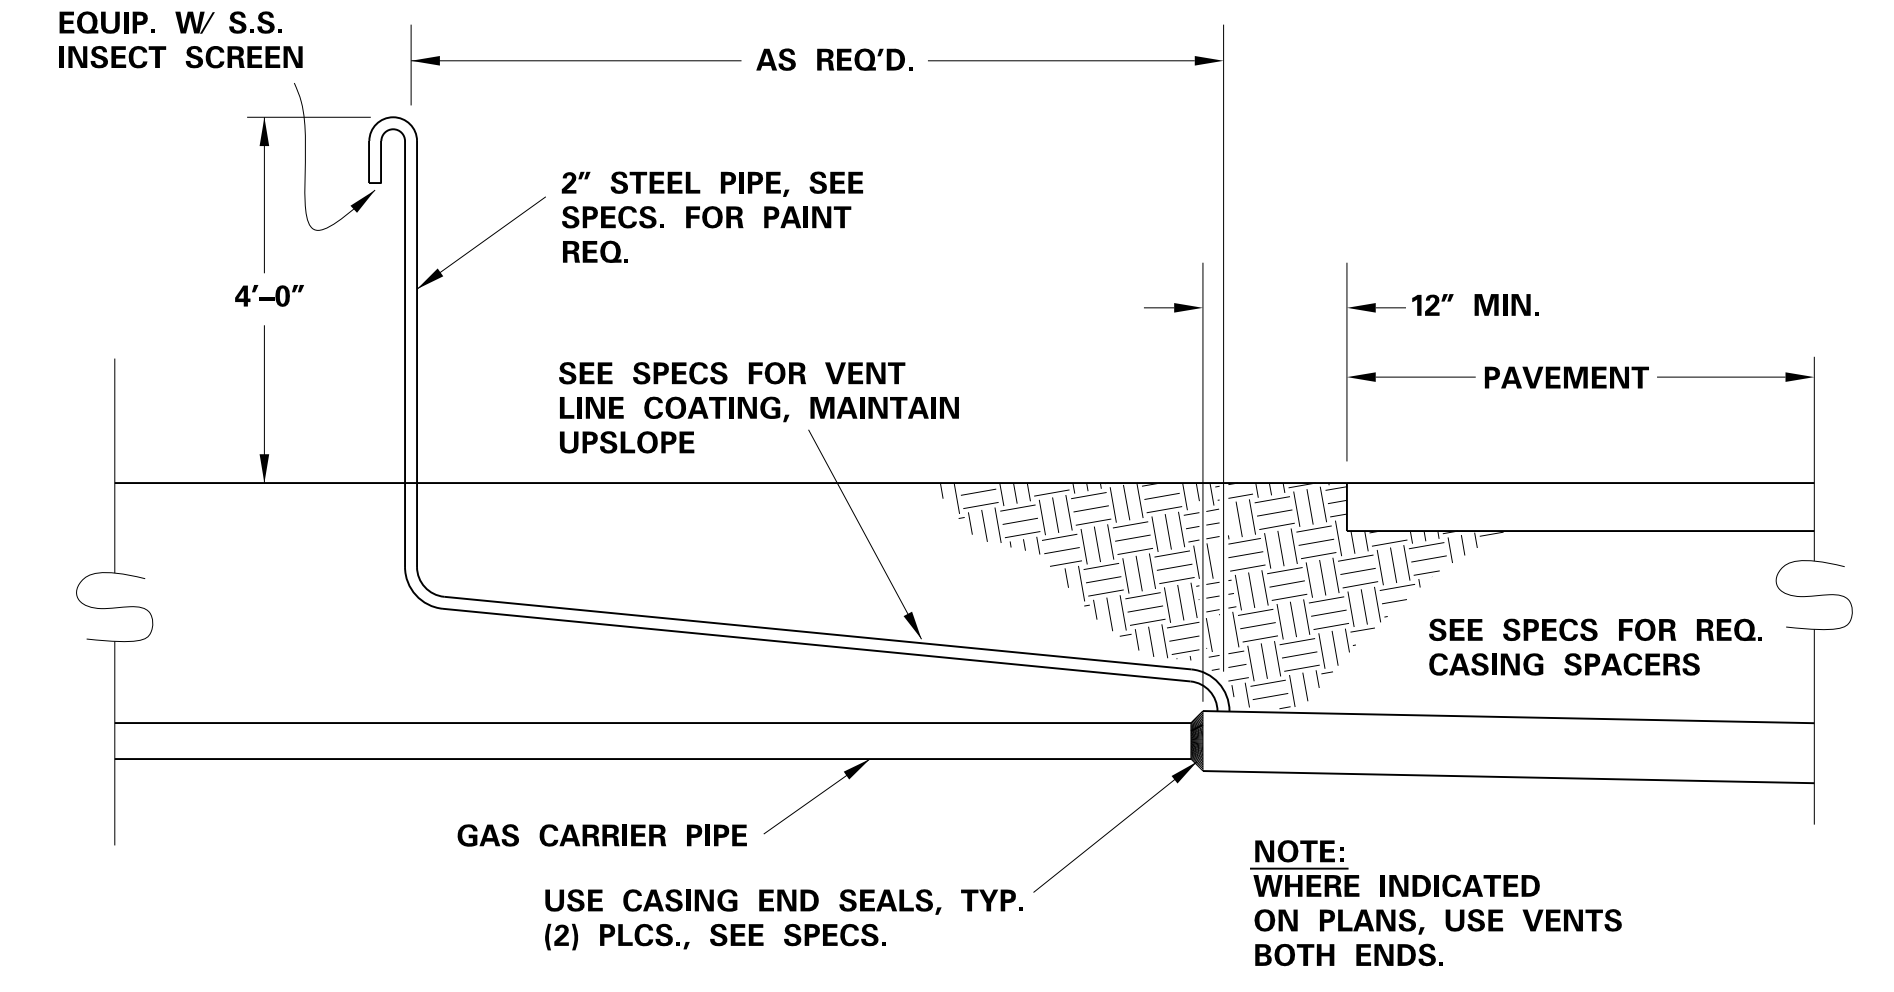 EQUIP. W/ S.S.
INSECT SCREEN
AS REQ'D.
2" STEEL PIPE, SEE
SPECS. FOR PAINT
REQ.
4'–0"
12" MIN.
PAVEMENT
SEE SPECS FOR VENT
LINE COATING, MAINTAIN
UPSLOPE
SEE SPECS FOR REQ.
CASING SPACERS
GAS CARRIER PIPE
USE CASING END SEALS, TYP.
(2) PLCS., SEE SPECS.
NOTE:
WHERE INDICATED
ON PLANS, USE VENTS
BOTH ENDS.